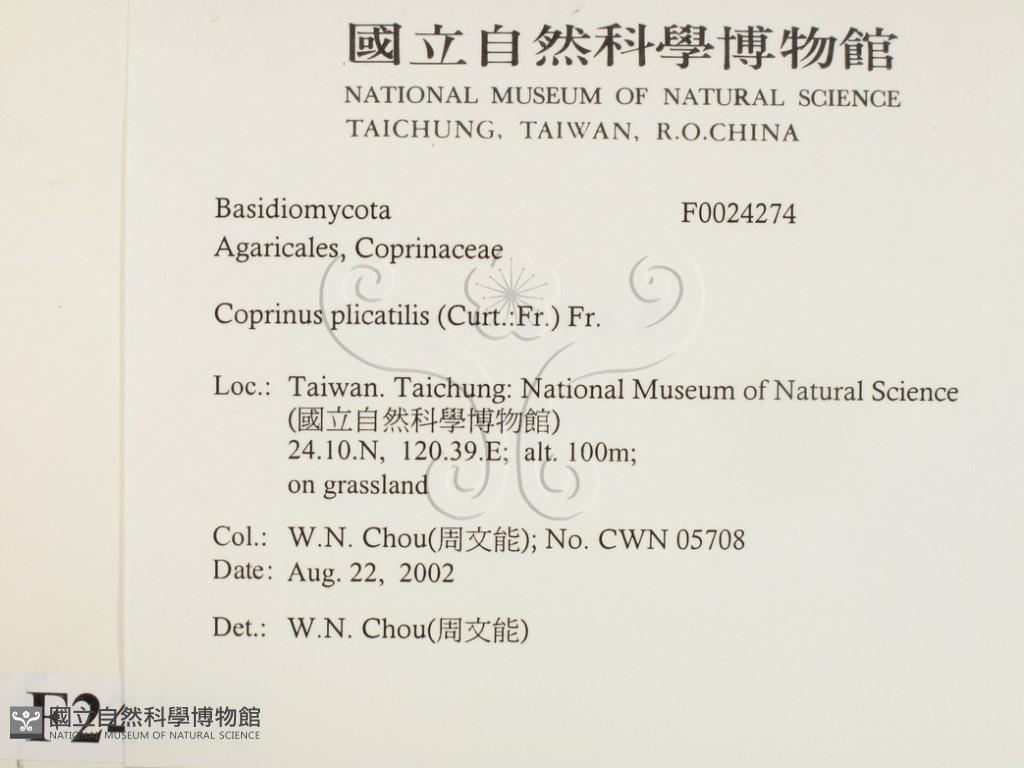 國立自然科學博物館
NATIONAL MUSEUM OF NATURAL SCIENCE
TAICHUNG, TAIWAN, R.O.CHINA
Basidiomycota F0024274
Agaricales, Coprinaceae
Coprinus plicatilis (Curt.:Fr.) Fr.
Loc.: Taiwan. Taichung: National Museum of Natural Science
(國立自然科學博物館)
24.10.N, 120.39.E; alt. 100m;
on grassland
Col.: W.N. Chou(周文能); No. CWN 05708
Date: Aug. 22, 2002
Det.: W.N. Chou(周文能)
F2
國立自然科學博物館
NATIONAL MUSEUM OF NATURAL SCIENCE